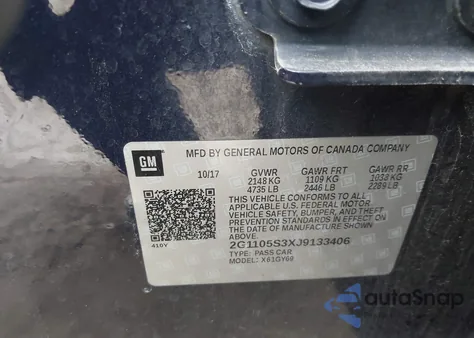 MFD BY GENERAL MOTORS OF CANADA COMPANY
GM
10/17 GVWR GAWR FRT GAWR RR
2148 KG 1109 KG 1038 KG
4735 LB 2446 LB 2289 LB
THIS VEHICLE CONFORMS TO ALL
APPLICABLE U.S. FEDERAL MOTOR
VEHICLE SAFETY, BUMPER, AND THEFT
PREVENTION STANDARDS IN EFFECT ON
THE DATE OF MANUFACTURE SHOWN
ABOVE.
2G1105S3XJ9133406
TYPE: PASS CAR
MODEL: X61GY69
410V
autaSnap